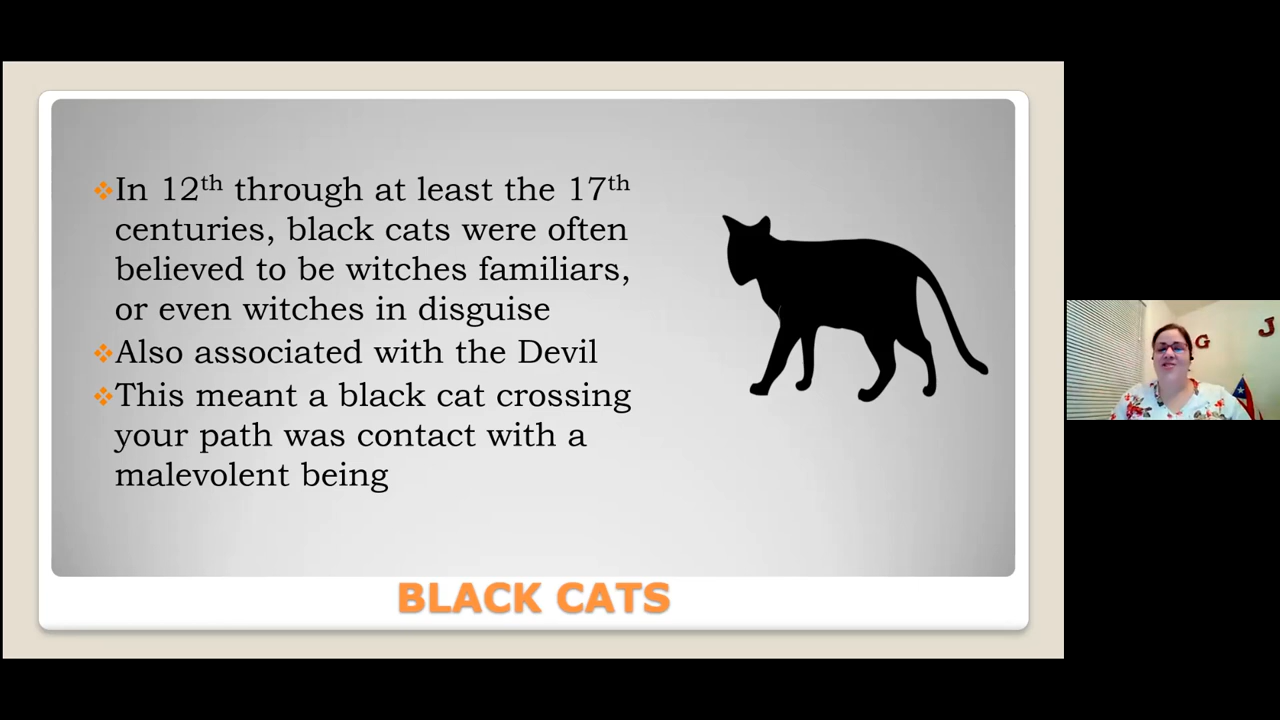 ❖In 12th through at least the 17th
centuries, black cats were often
believed to be witches familiars,
or even witches in disguise
❖Also associated with the Devil
❖This meant a black cat crossing
your path was contact with a
malevolent being
BLACK CATS
G J